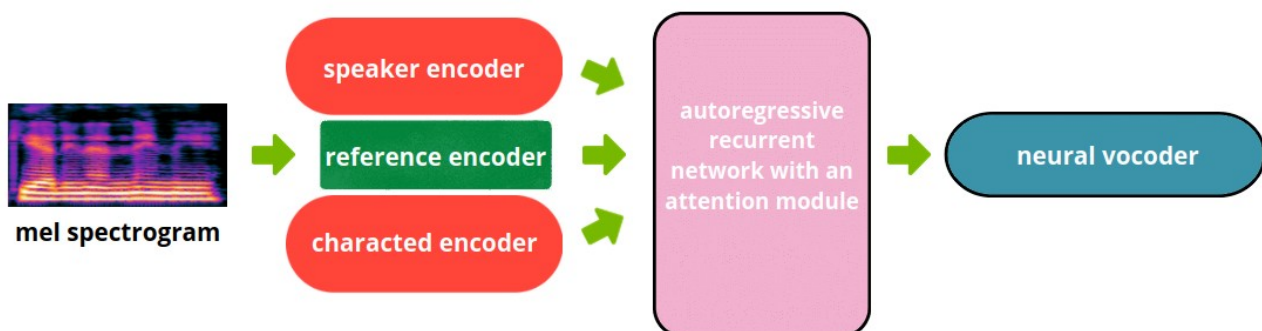 mel spectrogram
speaker encoder
reference encoder
characted encoder
autoregressive
recurrent
network with an
attention module
neural vocoder